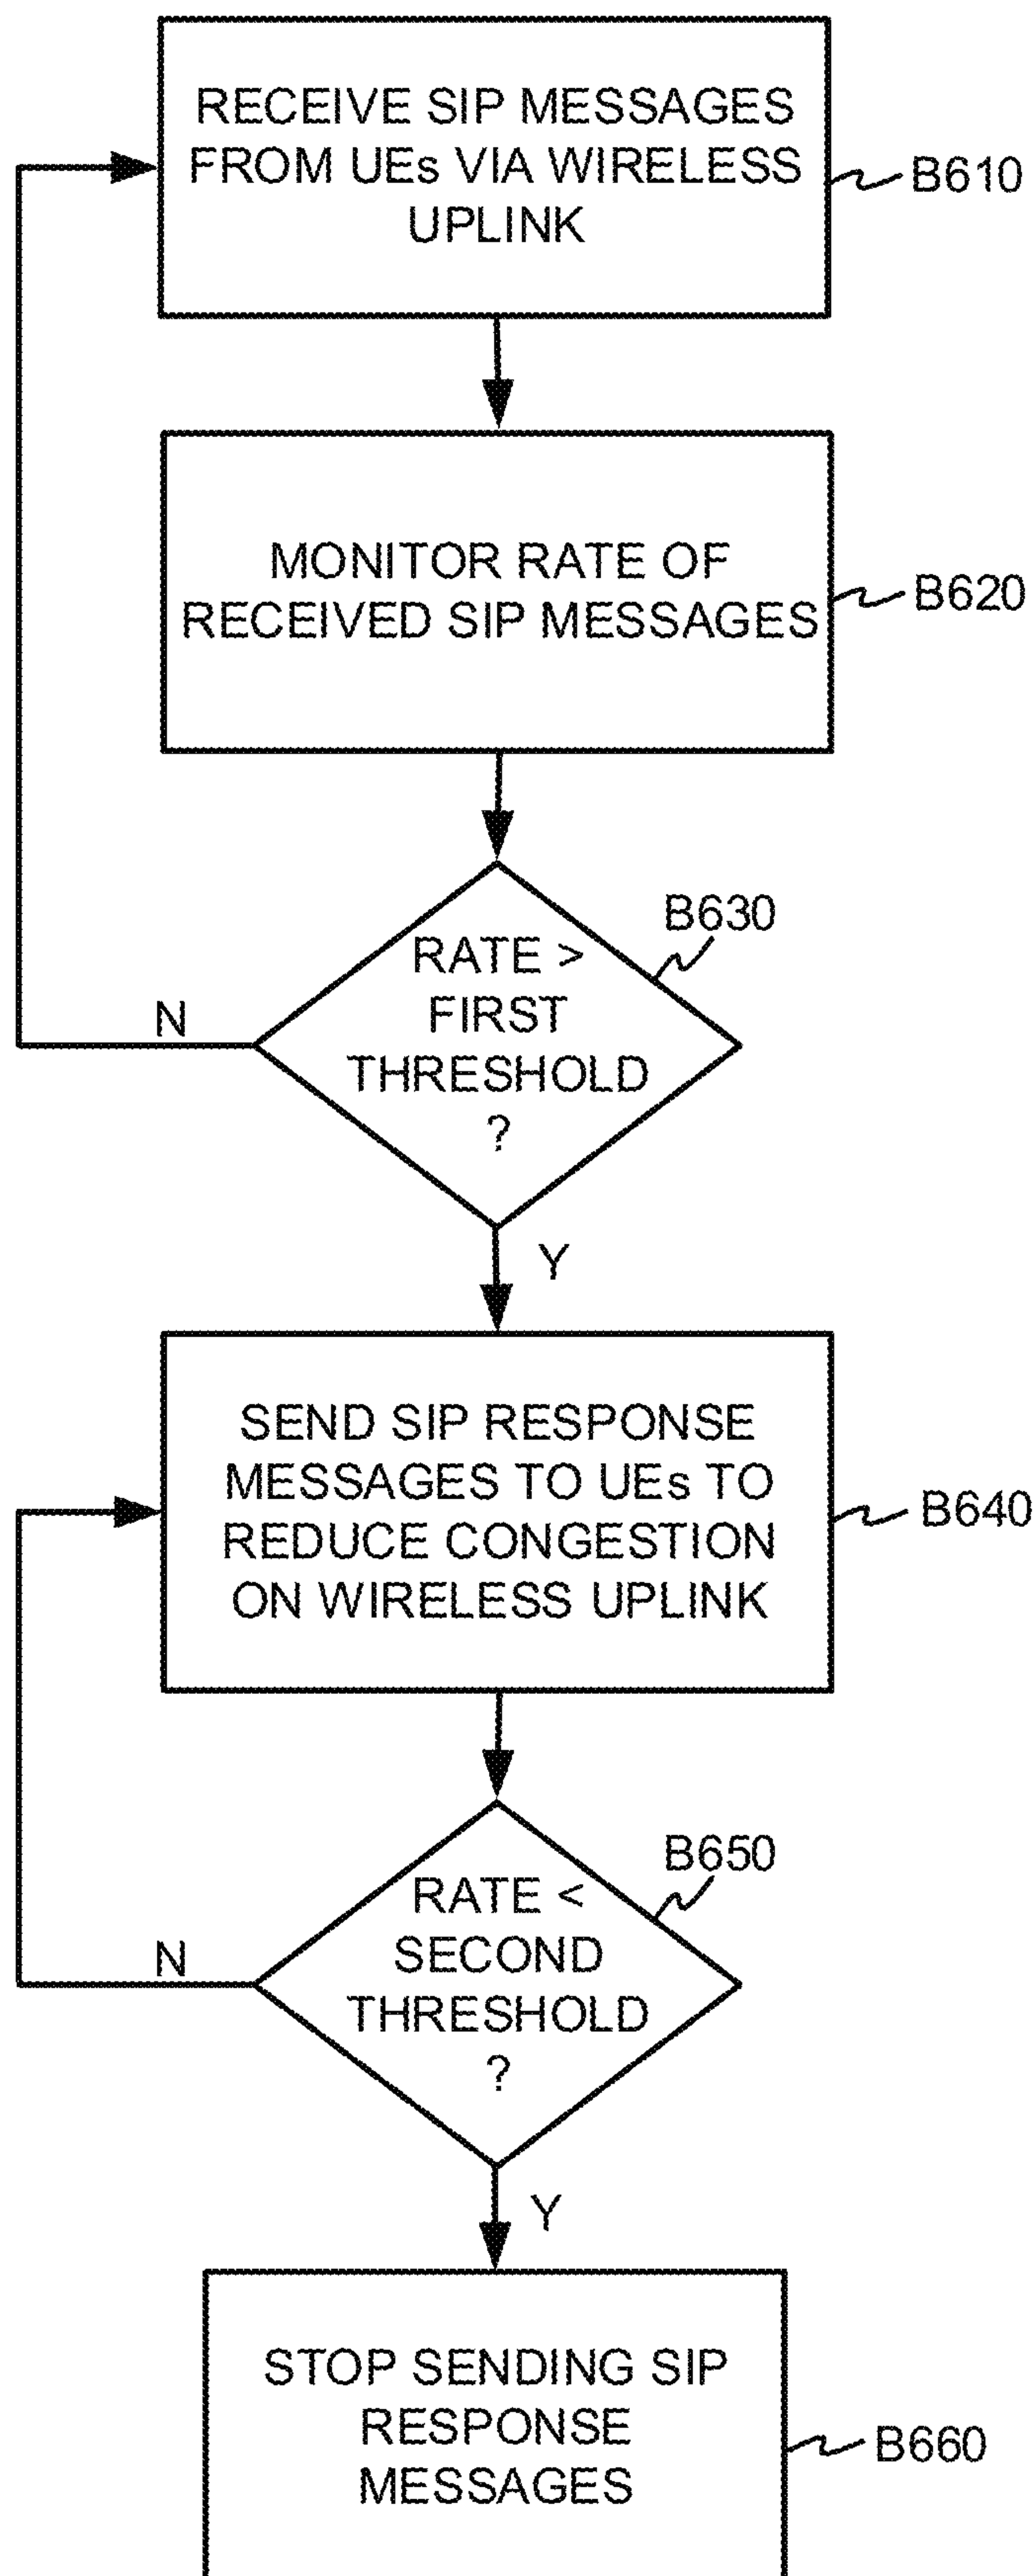 RECEIVE SIP MESSAGES
FROM UEs VIA WIRELESS
UPLINK
B610
MONITOR RATE OF
RECEIVED SIP MESSAGES
B620
B630
RATE >
FIRST
THRESHOLD
?
N
Y
SEND SIP RESPONSE
MESSAGES TO UEs TO
REDUCE CONGESTION
ON WIRELESS UPLINK
B640
B650
RATE <
SECOND
THRESHOLD
?
N
Y
STOP SENDING SIP
RESPONSE
MESSAGES
B660